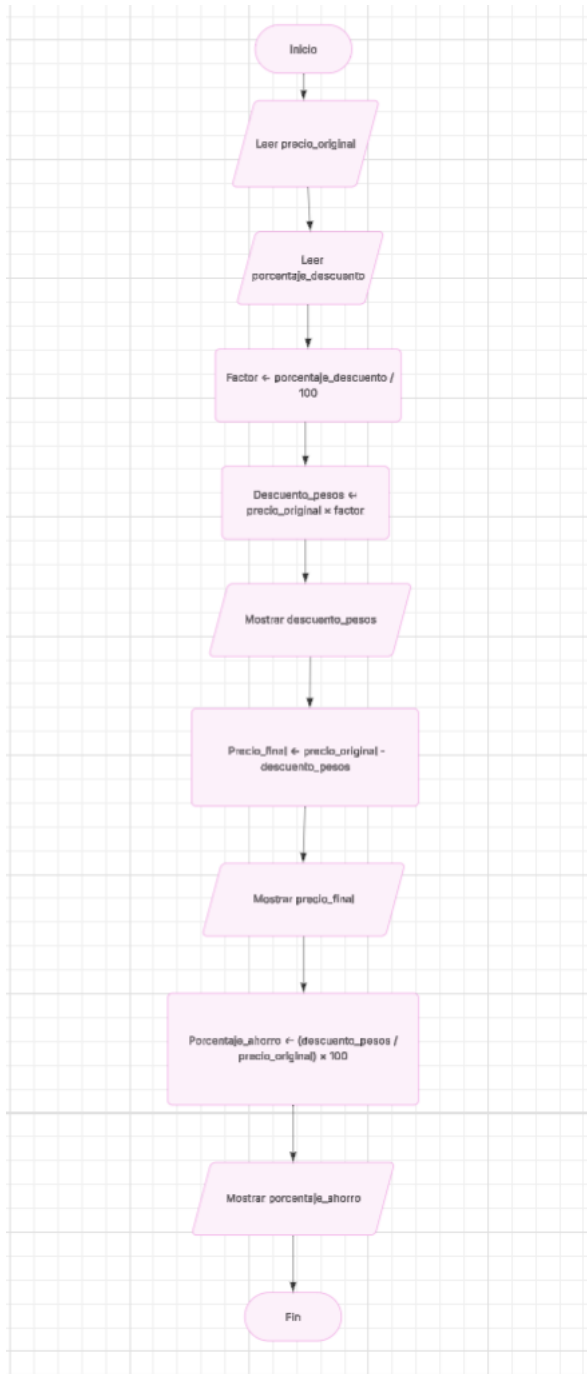 Inicio
Leer precio_original
Leer
porcentaje_descuento
Factor ← porcentaje_descuento /
100
Descuento_pesos ←
precio_original × factor
Mostrar descuento_pesos
Precio_final ← precio_original -
descuento_pesos
Mostrar precio_final
Porcentaje_ahorro ← (descuento_pesos /
precio_original) × 100
Mostrar porcentaje_ahorro
Fin